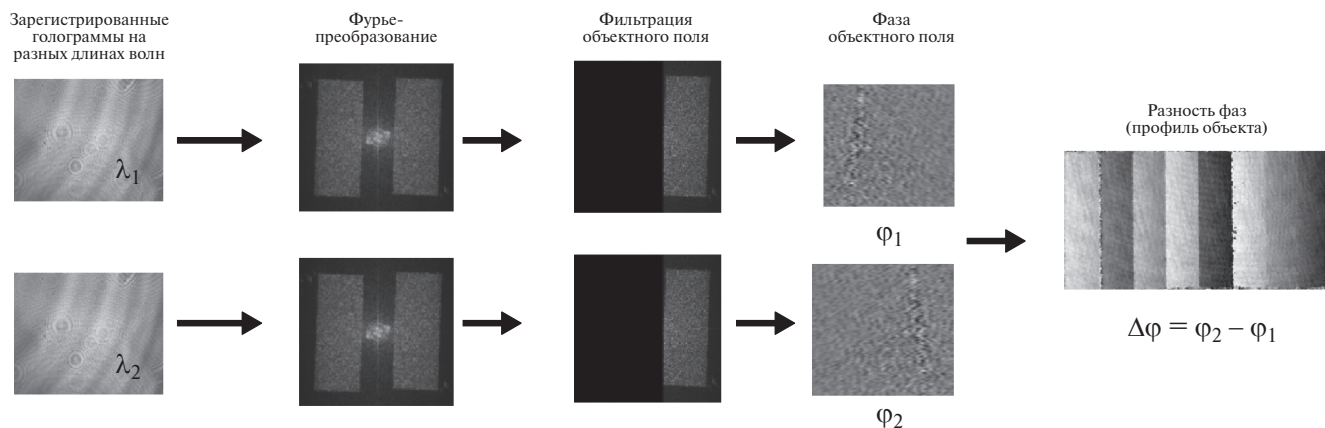 Зарегистрированные
голограммы на
разных длинах волн
Фурье-
преобразование
Фильтрация
объектного поля
Фаза
объектного поля
Разность фаз
(профиль объекта)
λ1
φ1
λ2
φ2
Δφ = φ2 – φ1